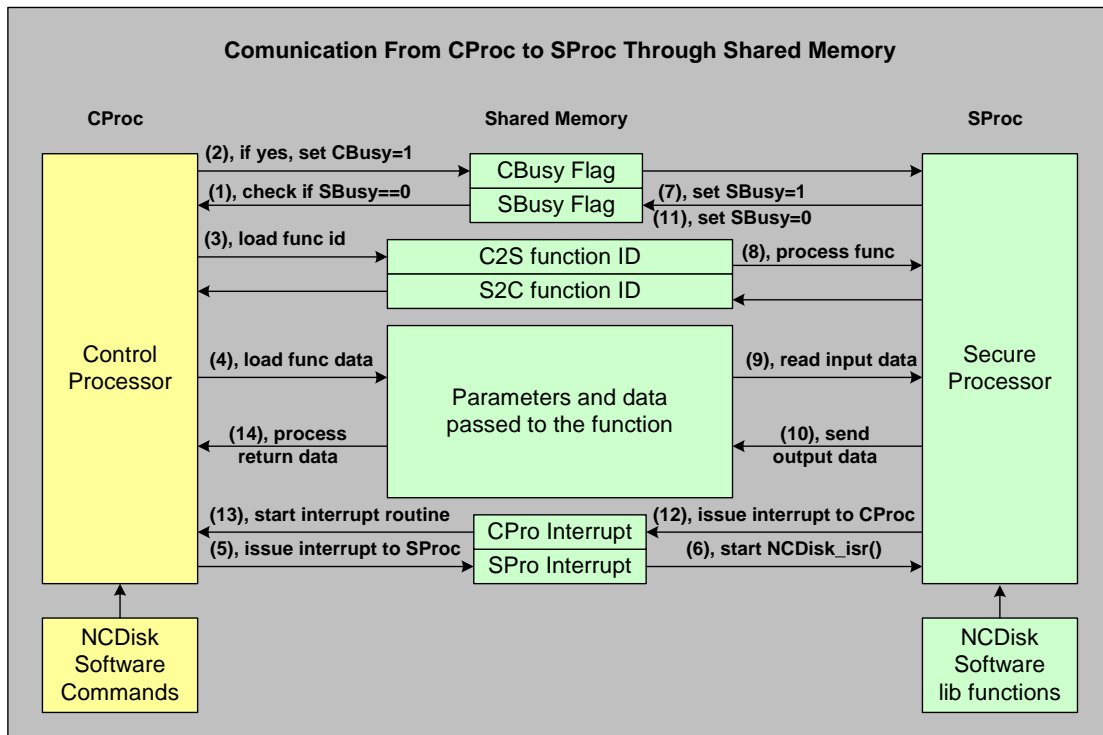 Comunication From CProc to SProc Through Shared Memory
CProc
Shared Memory
SProc
(2), if yes, set CBusy=1
CBusy Flag
(1), check if SBusy==0
SBusy Flag
(7), set SBusy=1
(11), set SBusy=0
(3), load func id
C2S function ID
(8), process func
S2C function ID
Control
Processor
(4), load func data
Parameters and data
passed to the function
(9), read input data
Secure
Processor
(14), process
return data
(10), send
output data
(13), start interrupt routine
CPro Interrupt
(12), issue interrupt to CProc
(5), issue interrupt to SProc
SPro Interrupt
(6), start NCDisk_isr()
NCDisk
Software
Commands
NCDisk
Software
lib functions